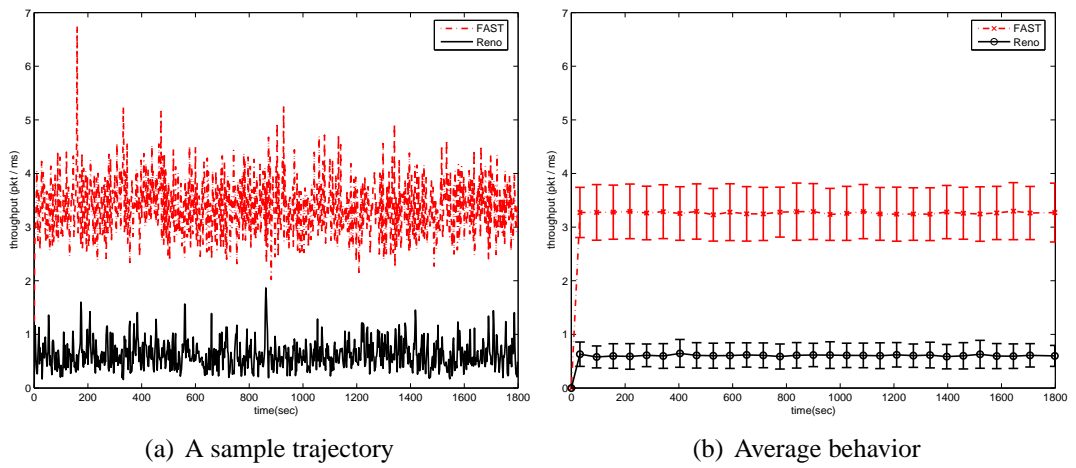 7
6
5
4
3
2
1
0
throughput (pkt / ms)
0 200 400 600 800 1000 1200 1400 1600 1800
time(sec)
FAST
Reno
(a) A sample trajectory
7
6
5
4
3
2
1
0
throughput (pkt / ms)
0 200 400 600 800 1000 1200 1400 1600 1800
time(sec)
FAST
Reno
(b) Average behavior